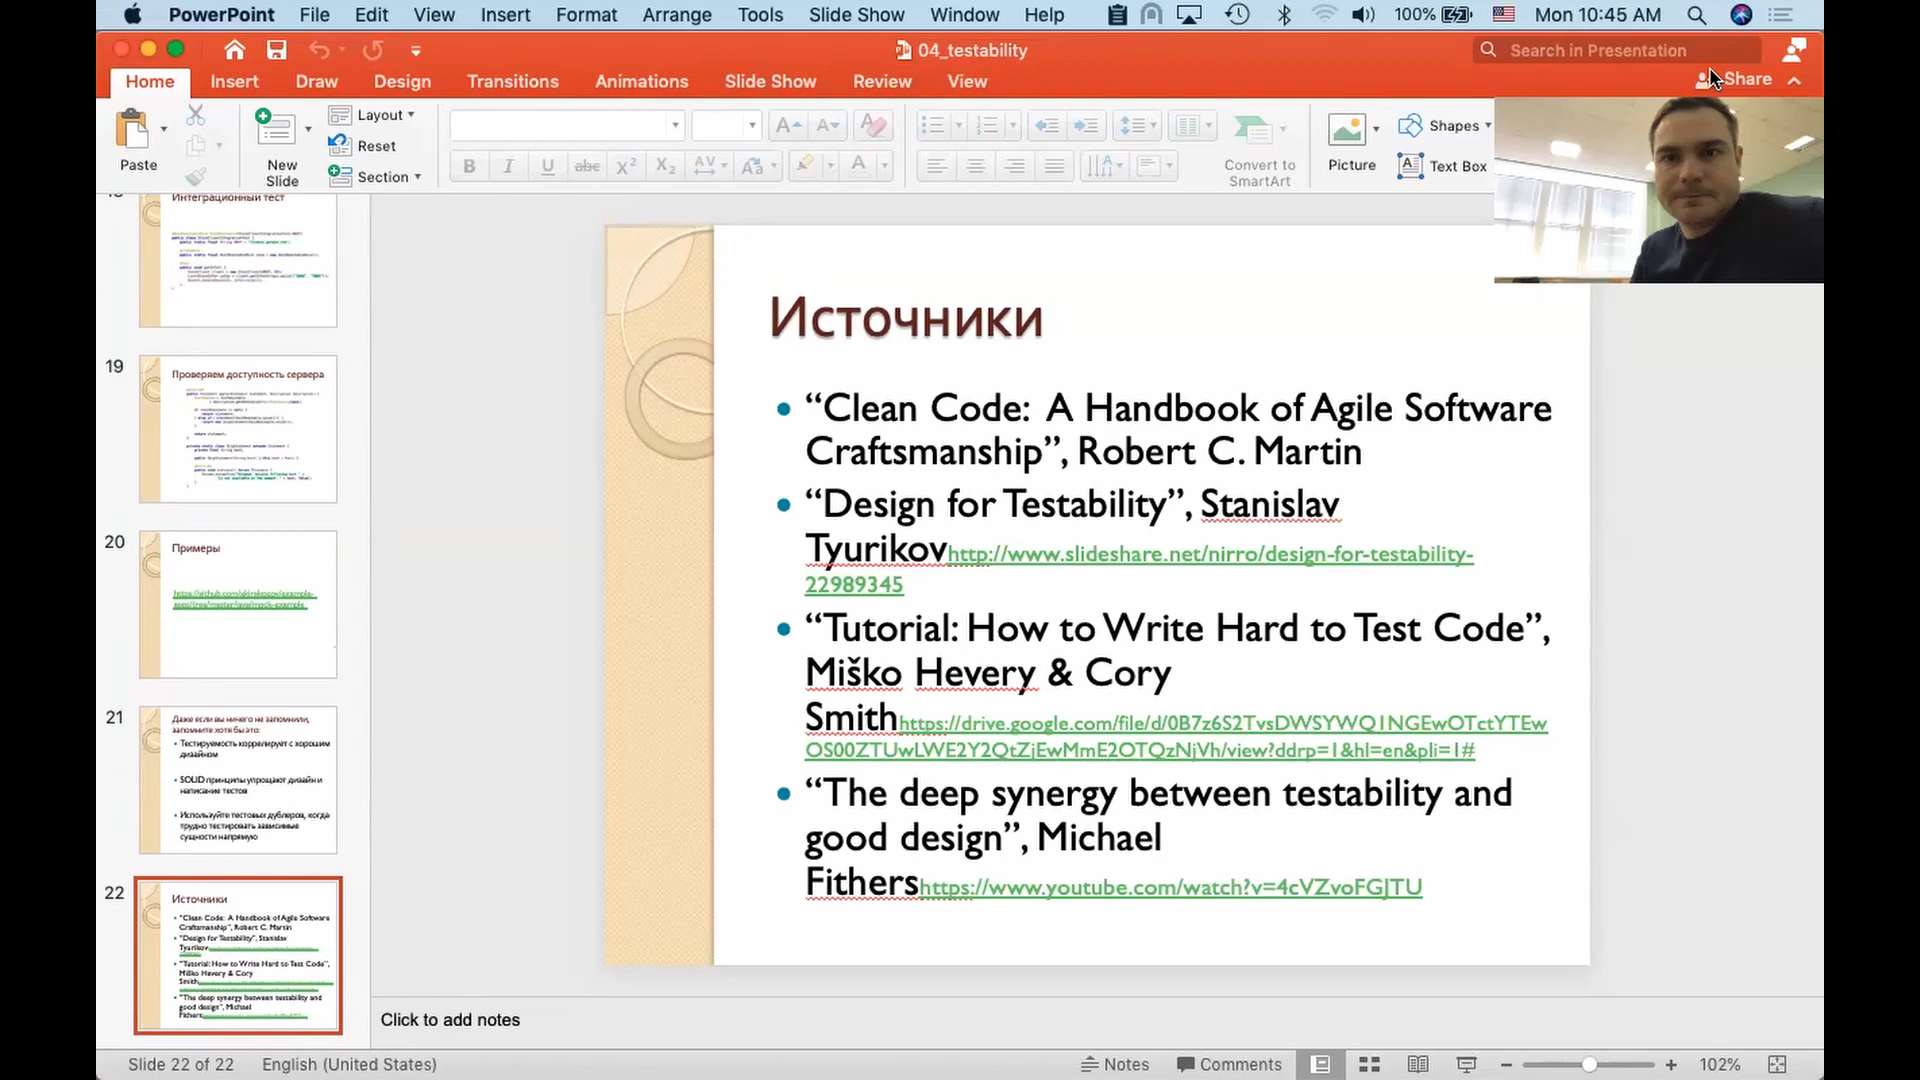 PowerPoint File Edit View Insert Format Arrange Tools Slide Show Window Help 100% Mon 10:45 AM
04_testability
Search in Presentation
Home Insert Draw Design Transitions Animations Slide Show Review View Share
Paste
New Slide
Layout
Reset
Section
Convert to SmartArt
Picture
Shapes
Text Box
Интеграционный тест
19
Проверяем доступность сервера
20
Примеры
21
Даже если вы ничего не запомнили,
запомните хотя бы это:
• Тестируемость коррелирует с хорошим
дизайном
• SOLID принципы упрощают дизайн и
написание тестов
• Используйте тестовых дублеров, когда
трудно тестировать зависимые
сущности напрямую
22
Источники
• "Clean Code: A Handbook of Agile Software
Craftsmanship", Robert C. Martin
• "Design for Testability", Stanislav
Tyurikov
• "Tutorial: How to Write Hard to Test Code",
Miško Hevery & Cory
Smith
• "The deep synergy between testability and
good design", Michael
Fithers
Источники
• “Clean Code: A Handbook of Agile Software
Craftsmanship”, Robert C. Martin
• “Design for Testability”, Stanislav
Tyurikovhttp://www.slideshare.net/nirro/design-for-testability-
22989345
• “Tutorial: How to Write Hard to Test Code”,
Miško Hevery & Cory
Smithhttps://drive.google.com/file/d/0B7z6S2TvsDWSYWQ1NGEwOTctYTEw
OS00ZTUwLWE2Y2QtZjEwMmE2OTQzNjVh/view?ddrp=1&hl=en&pli=1#
• “The deep synergy between testability and
good design”, Michael
Fithershttps://www.youtube.com/watch?v=4cVZvoFGJTU
Click to add notes
Slide 22 of 22 English (United States) Notes Comments 102%